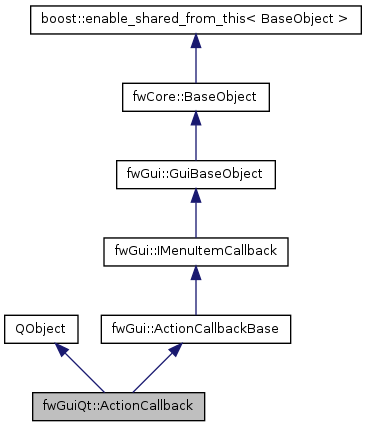 boost::enable_shared_from_this< BaseObject >
fwCore::BaseObject
fwGui::GuiBaseObject
fwGui::IMenuItemCallback
QObject
fwGui::ActionCallbackBase
fwGuiQt::ActionCallback